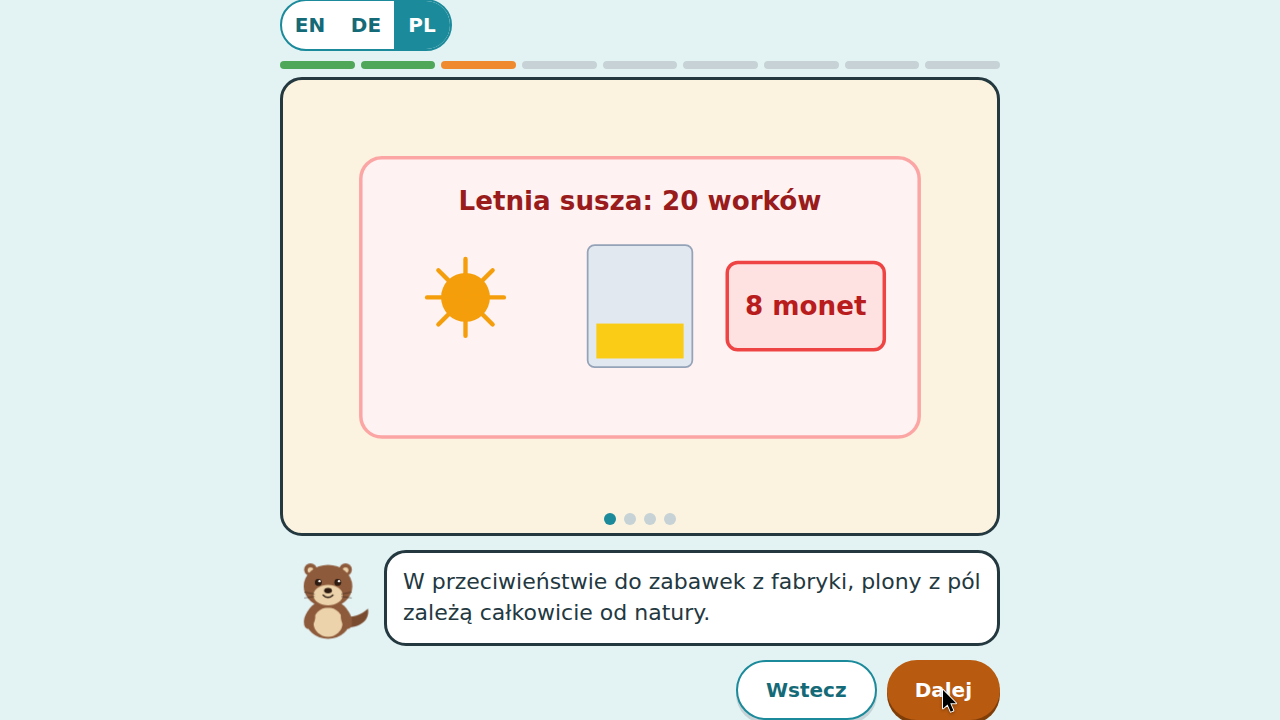 EN DE PL
Letnia susza: 20 worków
8 monet
W przeciwieństwie do zabawek z fabryki, plony z pól
zależą całkowicie od natury.
Wstecz Dalej